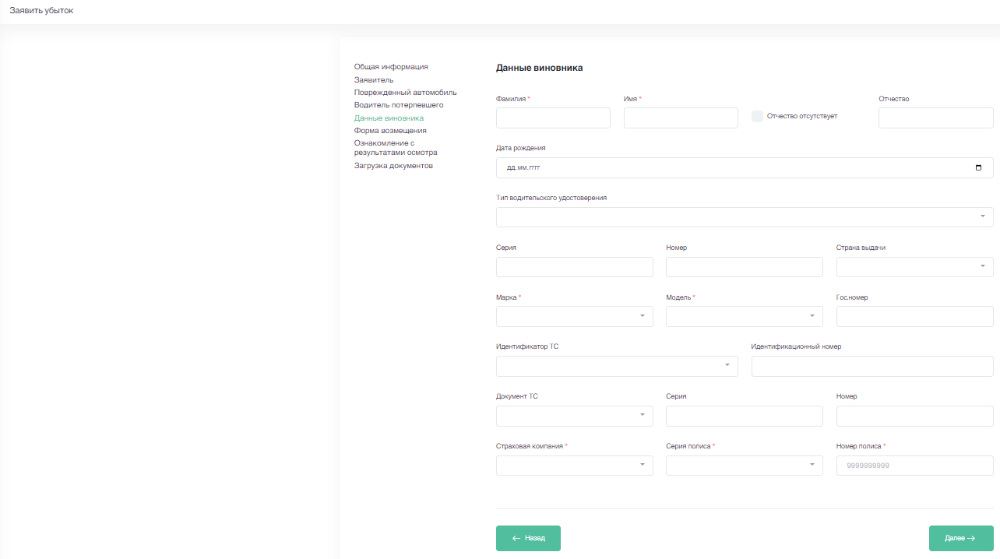 Заявить убыток
Общая информация
Заявитель
Поврежденный автомобиль
Водитель потерпевшего
Данные виновника
Форма возмещения
Ознакомление с
результатами осмотра
Загрузка документов
Данные виновника
Фамилия * Имя * Отчество
Отчество отсутствует
Дата рождения
дд.мм.гггг
Тип водительского удостоверения
Серия Номер Страна выдачи
Марка * Модель * Гос.номер
Идентификатор ТС Идентификационный номер
Документ ТС Серия Номер
Страховая компания * Серия полиса * Номер полиса *
9999999999
← Назад Далее →